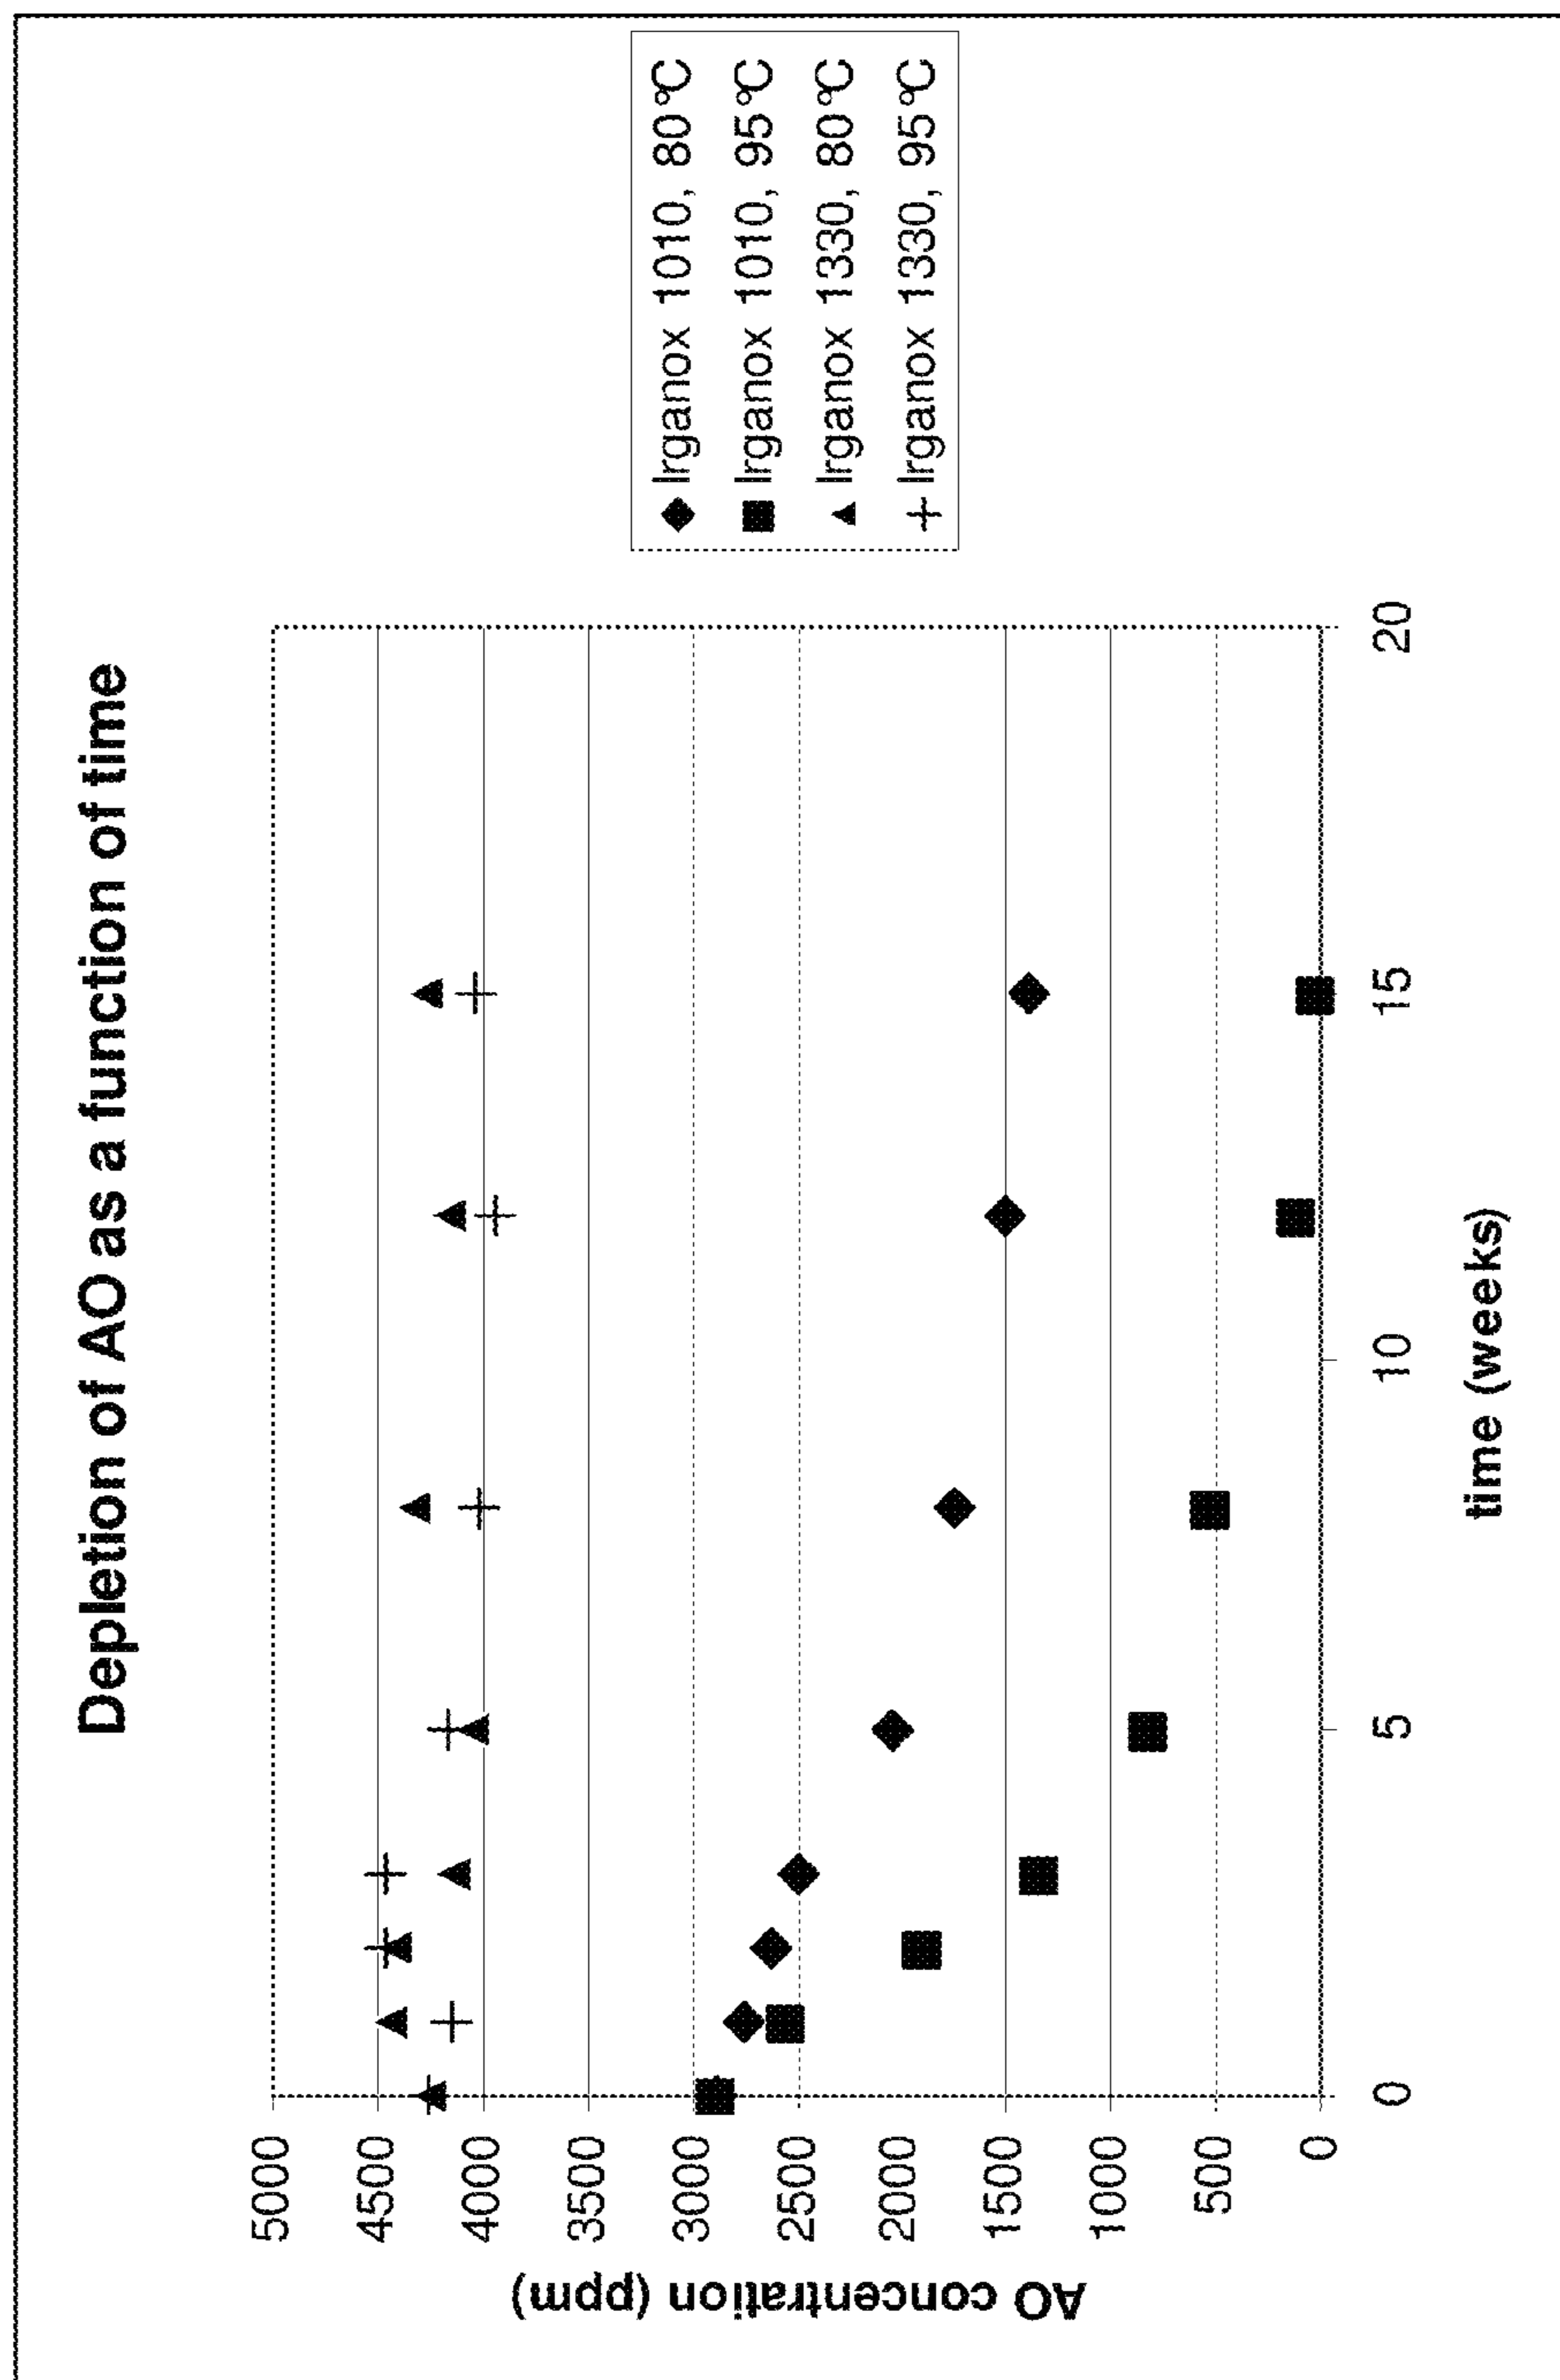 Depletion of AO as a function of time
AO concentration (ppm)
5000
4500
4000
3500
3000
2500
2000
1500
1000
500
0
0
5
10
15
20
time (weeks)
Irganox 1010, 80°C
Irganox 1010, 95°C
Irganox 1330, 80°C
Irganox 1330, 95°C